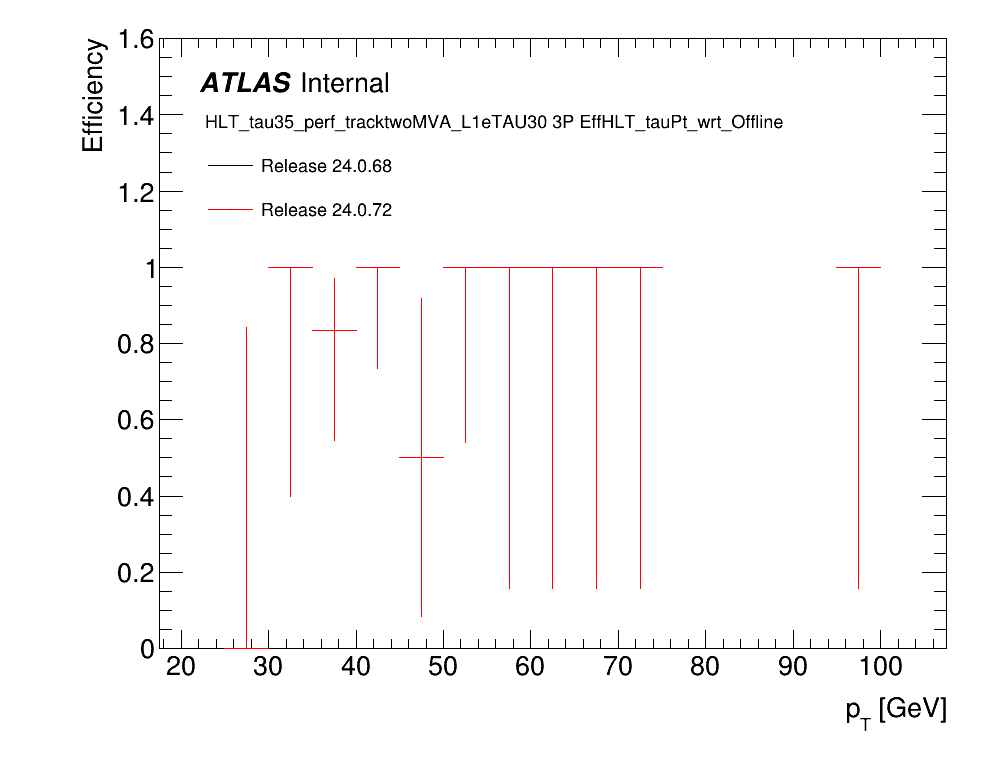 Efficiency
1.6
1.4
1.2
1
0.8
0.6
0.4
0.2
0
ATLAS Internal
HLT_tau35_perf_tracktwoMVA_L1eTAU30 3P EffHLT_tauPt_wrt_Offline
Release 24.0.68
Release 24.0.72
20 30 40 50 60 70 80 90 100
p_T [GeV]